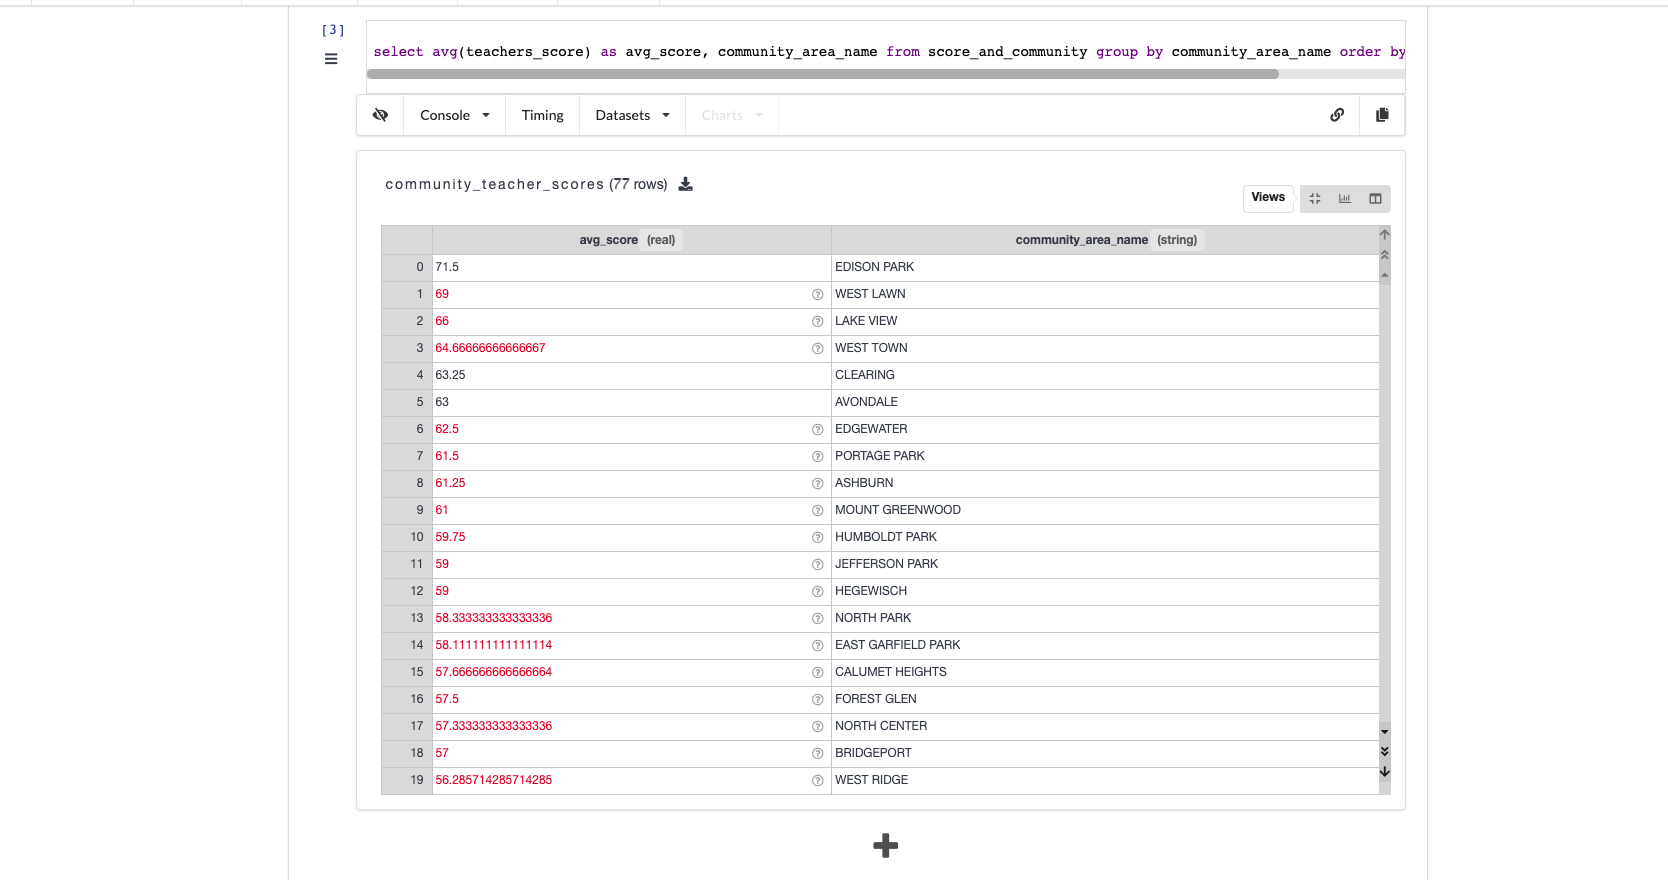 [3]
select avg(teachers_score) as avg_score, community_area_name from score_and_community group by community_area_name order by
Console Timing Datasets Charts
community_teacher_scores (77 rows)
Views
avg_score (real) community_area_name (string)
0 71.5 EDISON PARK
1 69 WEST LAWN
2 66 LAKE VIEW
3 64.66666666666667 WEST TOWN
4 63.25 CLEARING
5 63 AVONDALE
6 62.5 EDGEWATER
7 61.5 PORTAGE PARK
8 61.25 ASHBURN
9 61 MOUNT GREENWOOD
10 59.75 HUMBOLDT PARK
11 59 JEFFERSON PARK
12 59 HEGEWISCH
13 58.333333333333336 NORTH PARK
14 58.111111111111114 EAST GARFIELD PARK
15 57.666666666666664 CALUMET HEIGHTS
16 57.5 FOREST GLEN
17 57.333333333333336 NORTH CENTER
18 57 BRIDGEPORT
19 56.285714285714285 WEST RIDGE